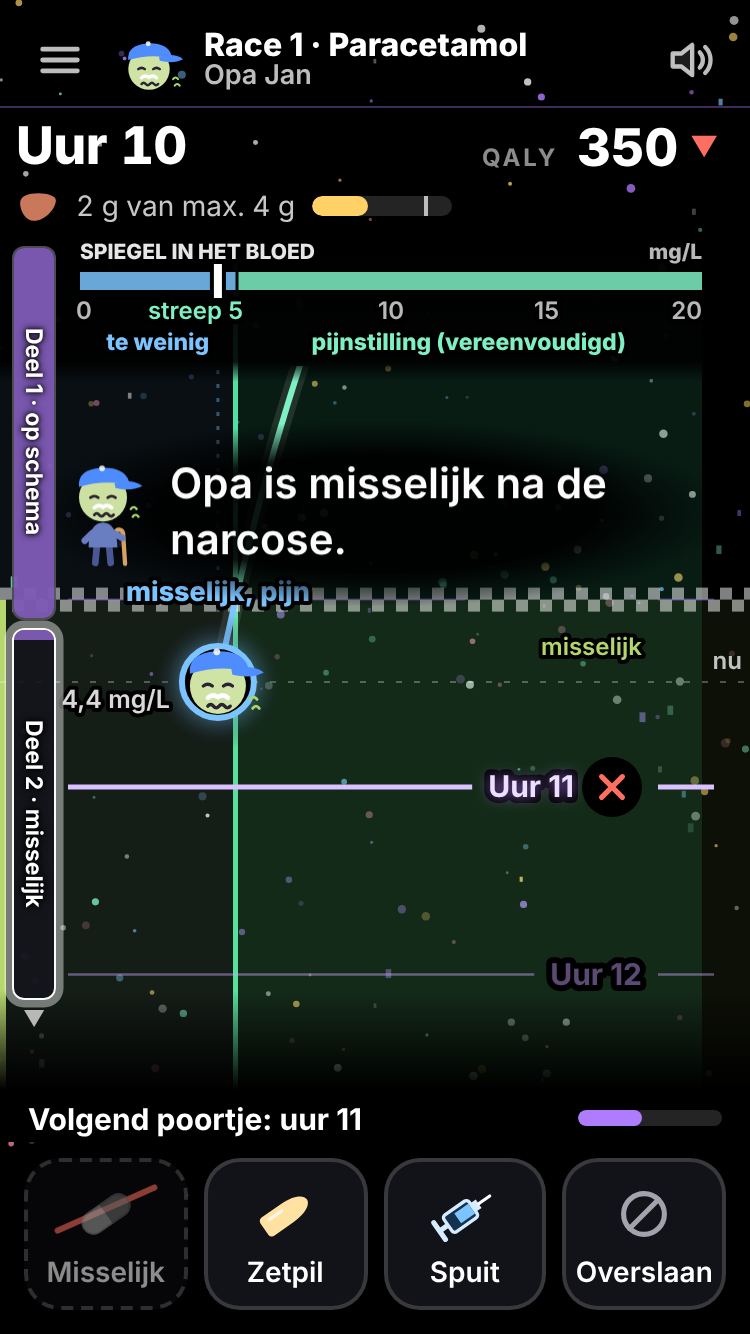 Race 1 · Paracetamol
Opa Jan
Uur 10
QALY 350
2 g van max. 4 g
SPIEGEL IN HET BLOED mg/L
0 streep 5 10 15 20
te weinig pijnstilling (vereenvoudigd)
Deel 1 · op schema
Opa is misselijk na de
narcose.
misselijk, pijn
misselijk
nu
4,4 mg/L
Deel 2 · misselijk
Uur 11
Uur 12
Volgend poortje: uur 11
Misselijk Zetpil Spuit Overslaan